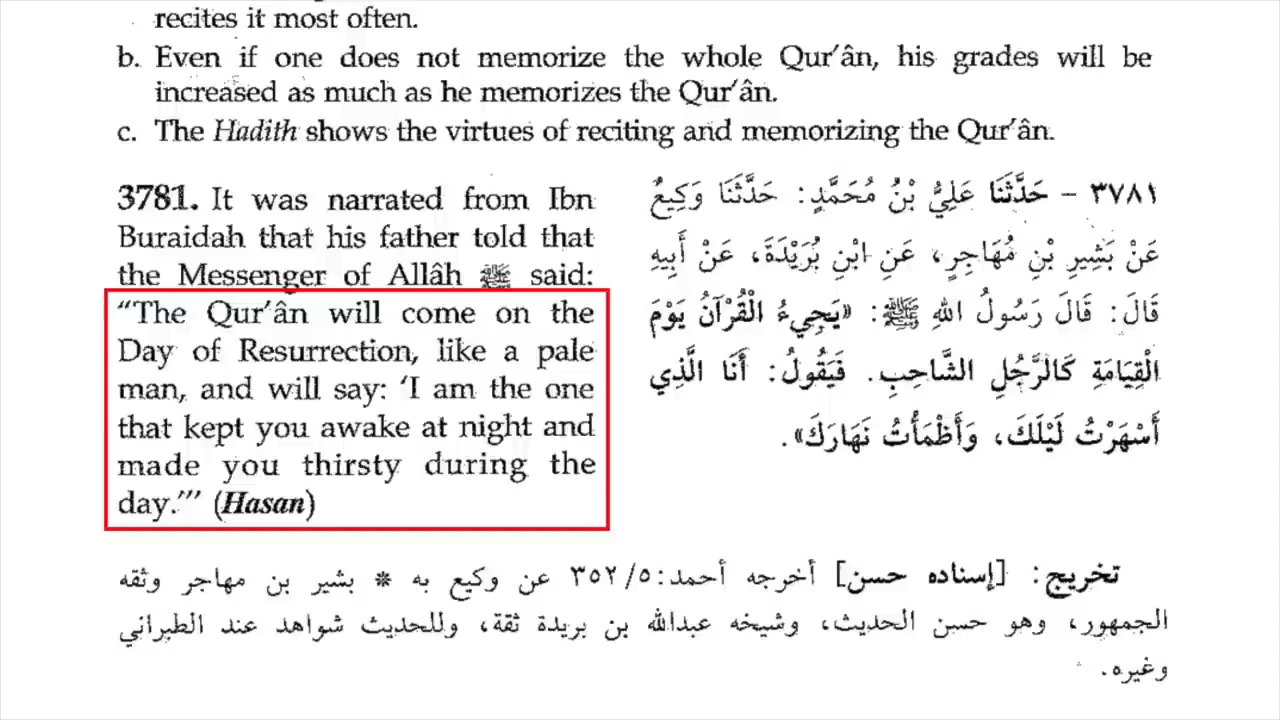 recites it most often.
b. Even if one does not memorize the whole Qur’ân, his grades will be
increased as much as he memorizes the Qur’ân.
c. The Hadith shows the virtues of reciting and memorizing the Qur’ân.
3781. It was narrated from Ibn
Buraidah that his father told that
the Messenger of Allâh ﷺ said:
“The Qur’ân will come on the
Day of Resurrection, like a pale
man, and will say: ‘I am the one
that kept you awake at night and
made you thirsty during the
day.’” (Hasan)
٣٧٨١ – حَدَّثَنَا عَلِيُّ بْنُ مُحَمَّدٍ: حَدَّثَنَا وَكِيعٌ
عَنْ بَشِيرِ بْنِ مُهَاجِرٍ، عَنِ ابْنِ بُرَيْدَةَ، عَنْ أَبِيهِ
قَالَ: قَالَ رَسُولُ اللهِ ﷺ: «يَجِيءُ الْقُرْآنُ يَوْمَ
الْقِيَامَةِ كَالرَّجُلِ الشَّاحِبِ. فَيَقُولُ: أَنَا الَّذِي
أَسْهَرْتُ لَيْلَكَ، وَأَظْمَأْتُ نَهَارَكَ».
تخريج: [إسناده حسن] أخرجه أحمد: ٥/ ٣٥٢ عن وكيع به * بشير بن مهاجر وثقه
الجمهور، وهو حسن الحديث، وشيخه عبدالله بن بريدة ثقة، وللحديث شواهد عند الطبراني
وغيره.